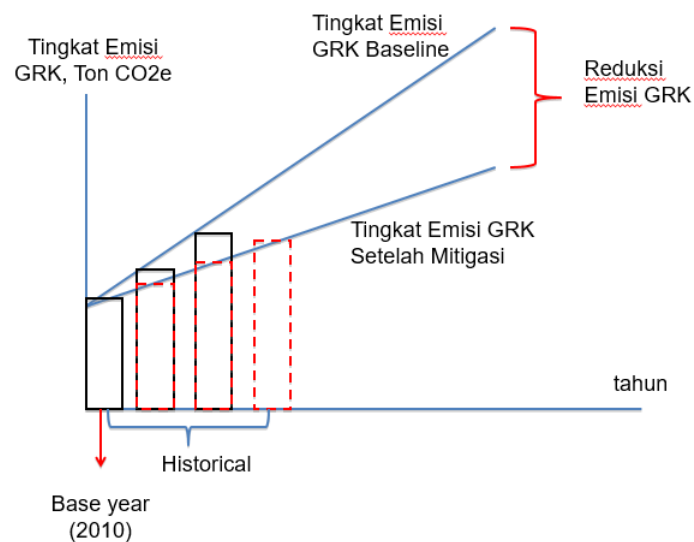 Tingkat Emisi
GRK, Ton CO2e
Tingkat Emisi
GRK Baseline
Reduksi
Emisi GRK
Tingkat Emisi GRK
Setelah Mitigasi
tahun
Historical
Base year
(2010)